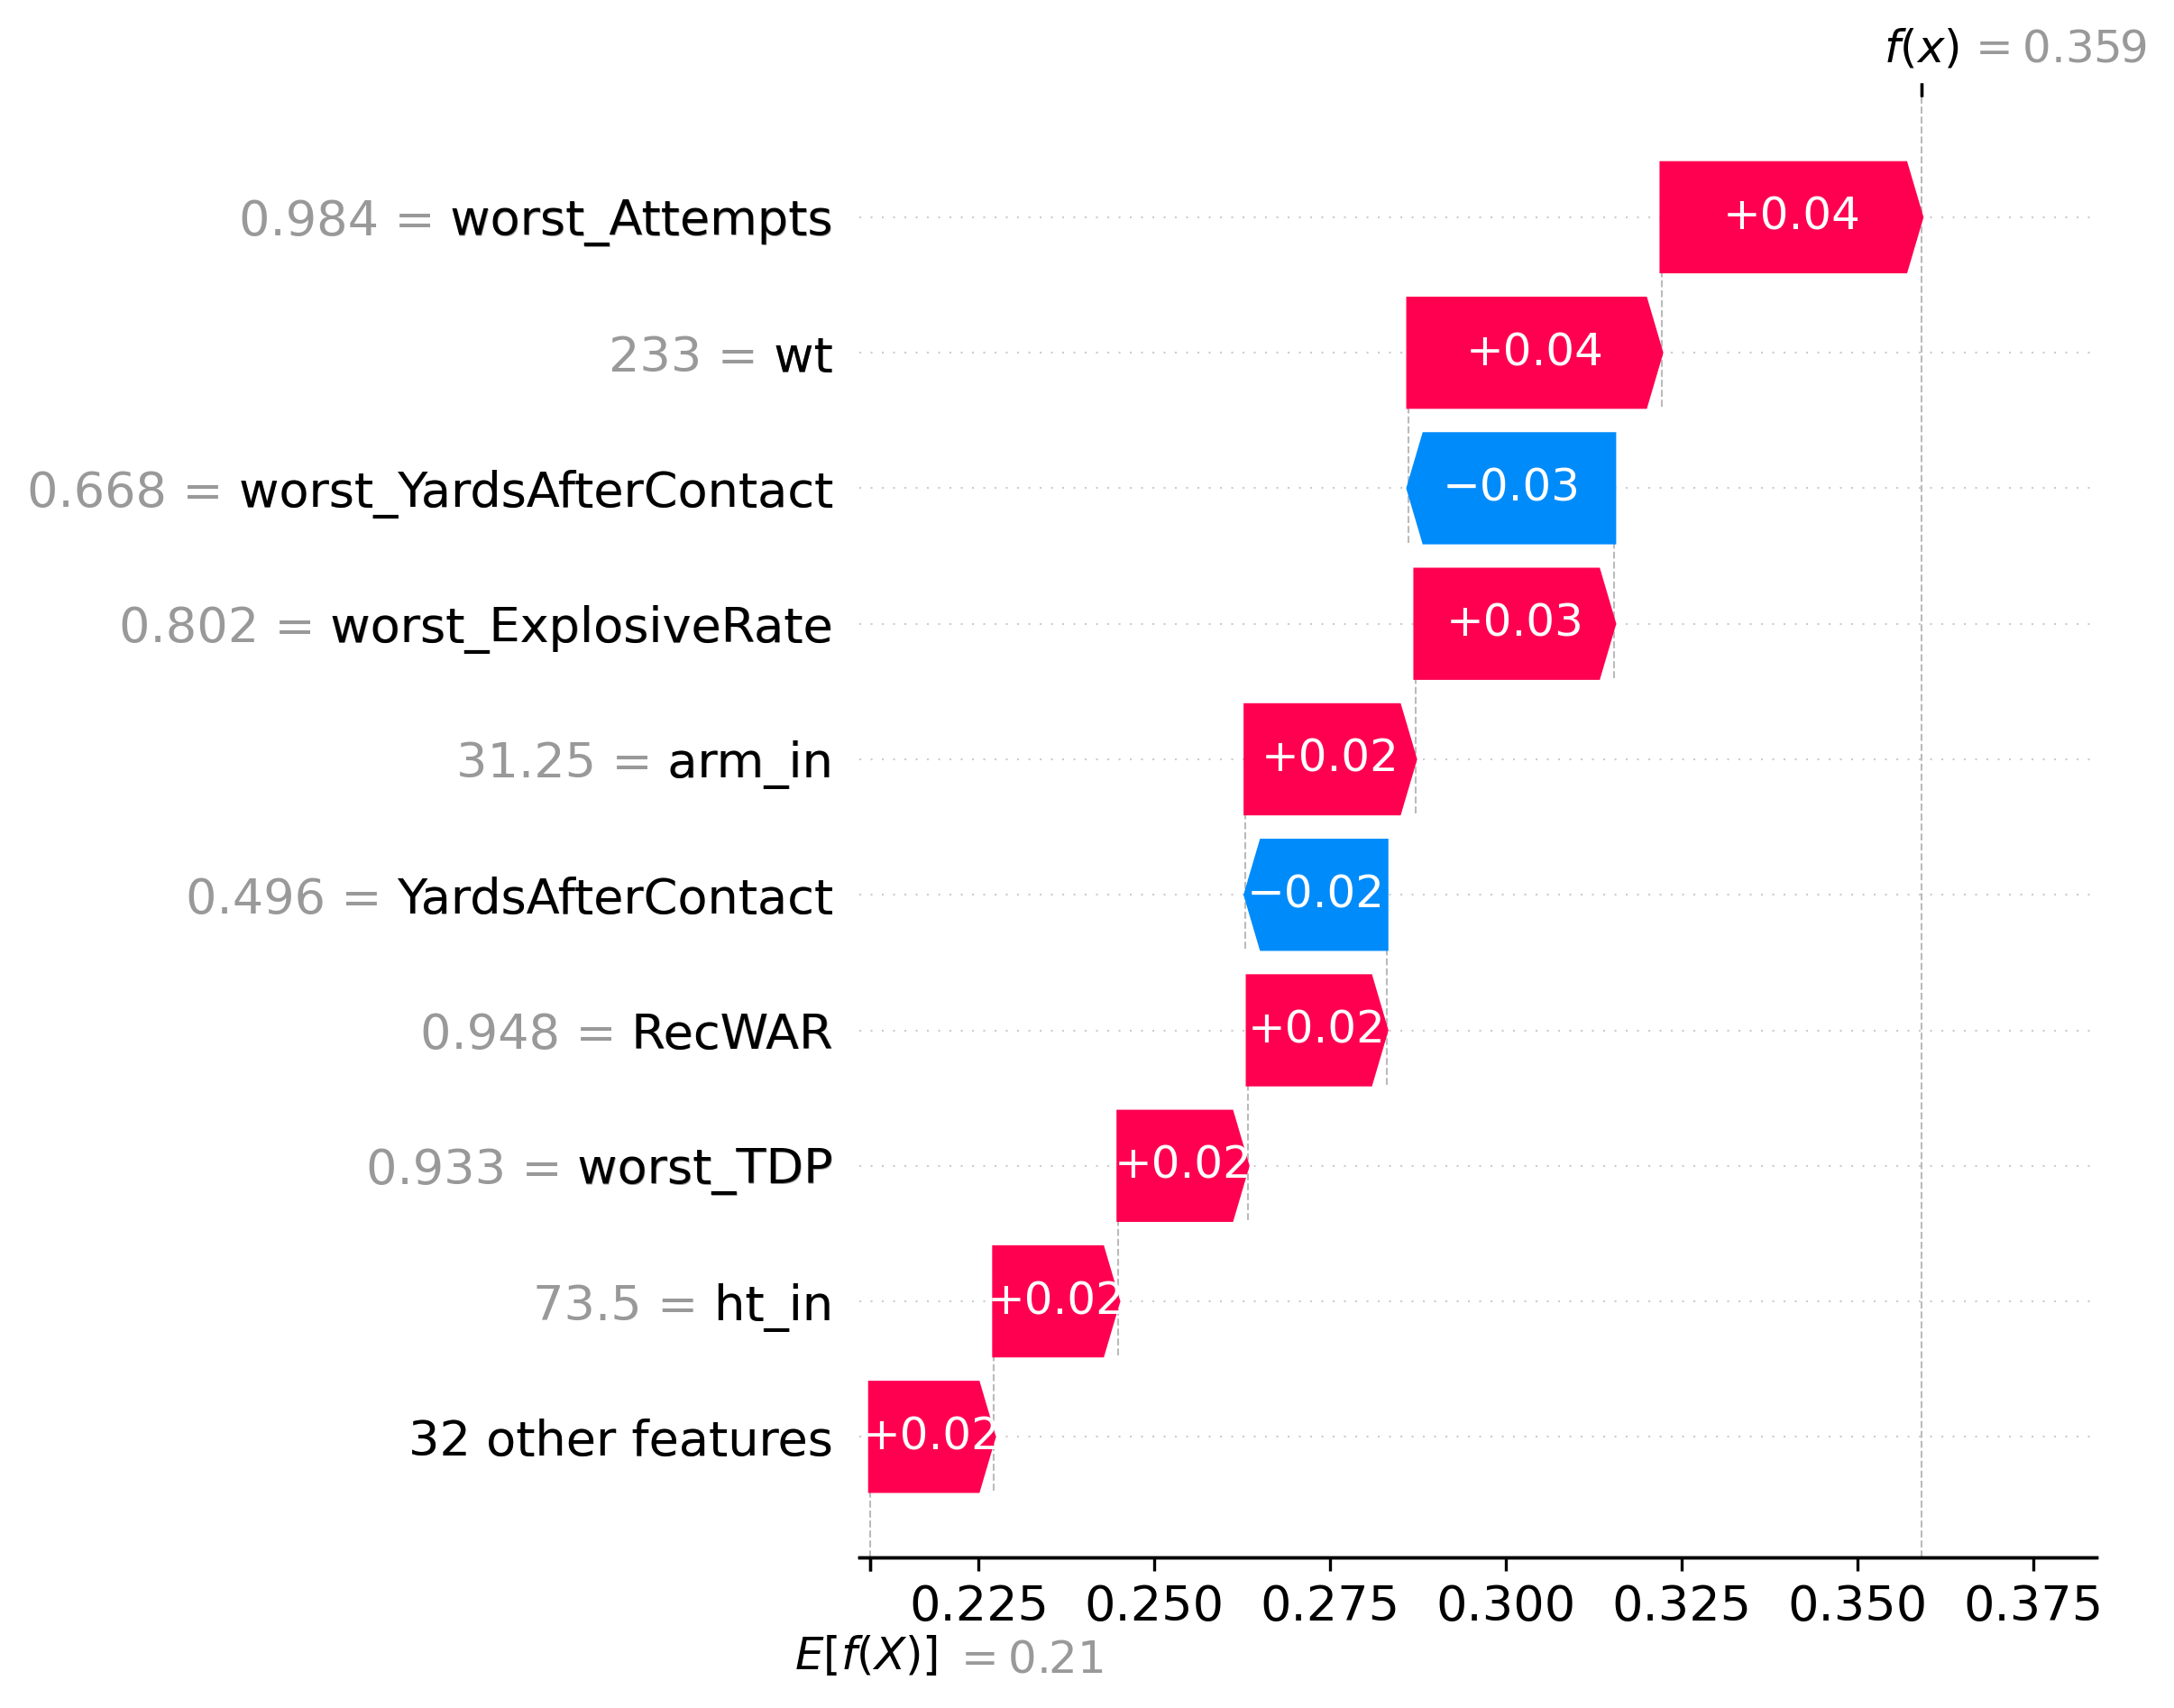 f(x) = 0.359
0.984 = worst_Attempts +0.04
233 = wt +0.04
0.668 = worst_YardsAfterContact −0.03
0.802 = worst_ExplosiveRate +0.03
31.25 = arm_in +0.02
0.496 = YardsAfterContact −0.02
0.948 = RecWAR +0.02
0.933 = worst_TDP +0.02
73.5 = ht_in +0.02
32 other features +0.02
0.225 0.250 0.275 0.300 0.325 0.350 0.375
E[f(X)] = 0.21